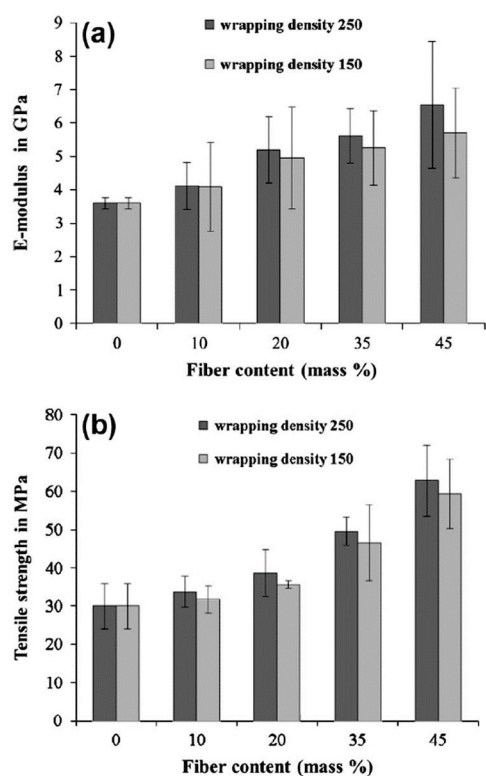 (a)
wrapping density 250
wrapping density 150
E-modulus in GPa
9
8
7
6
5
4
3
2
1
0
0 10 20 35 45
Fiber content (mass %)
(b)
wrapping density 250
wrapping density 150
Tensile strength in MPa
80
70
60
50
40
30
20
10
0
0 10 20 35 45
Fiber content (mass %)